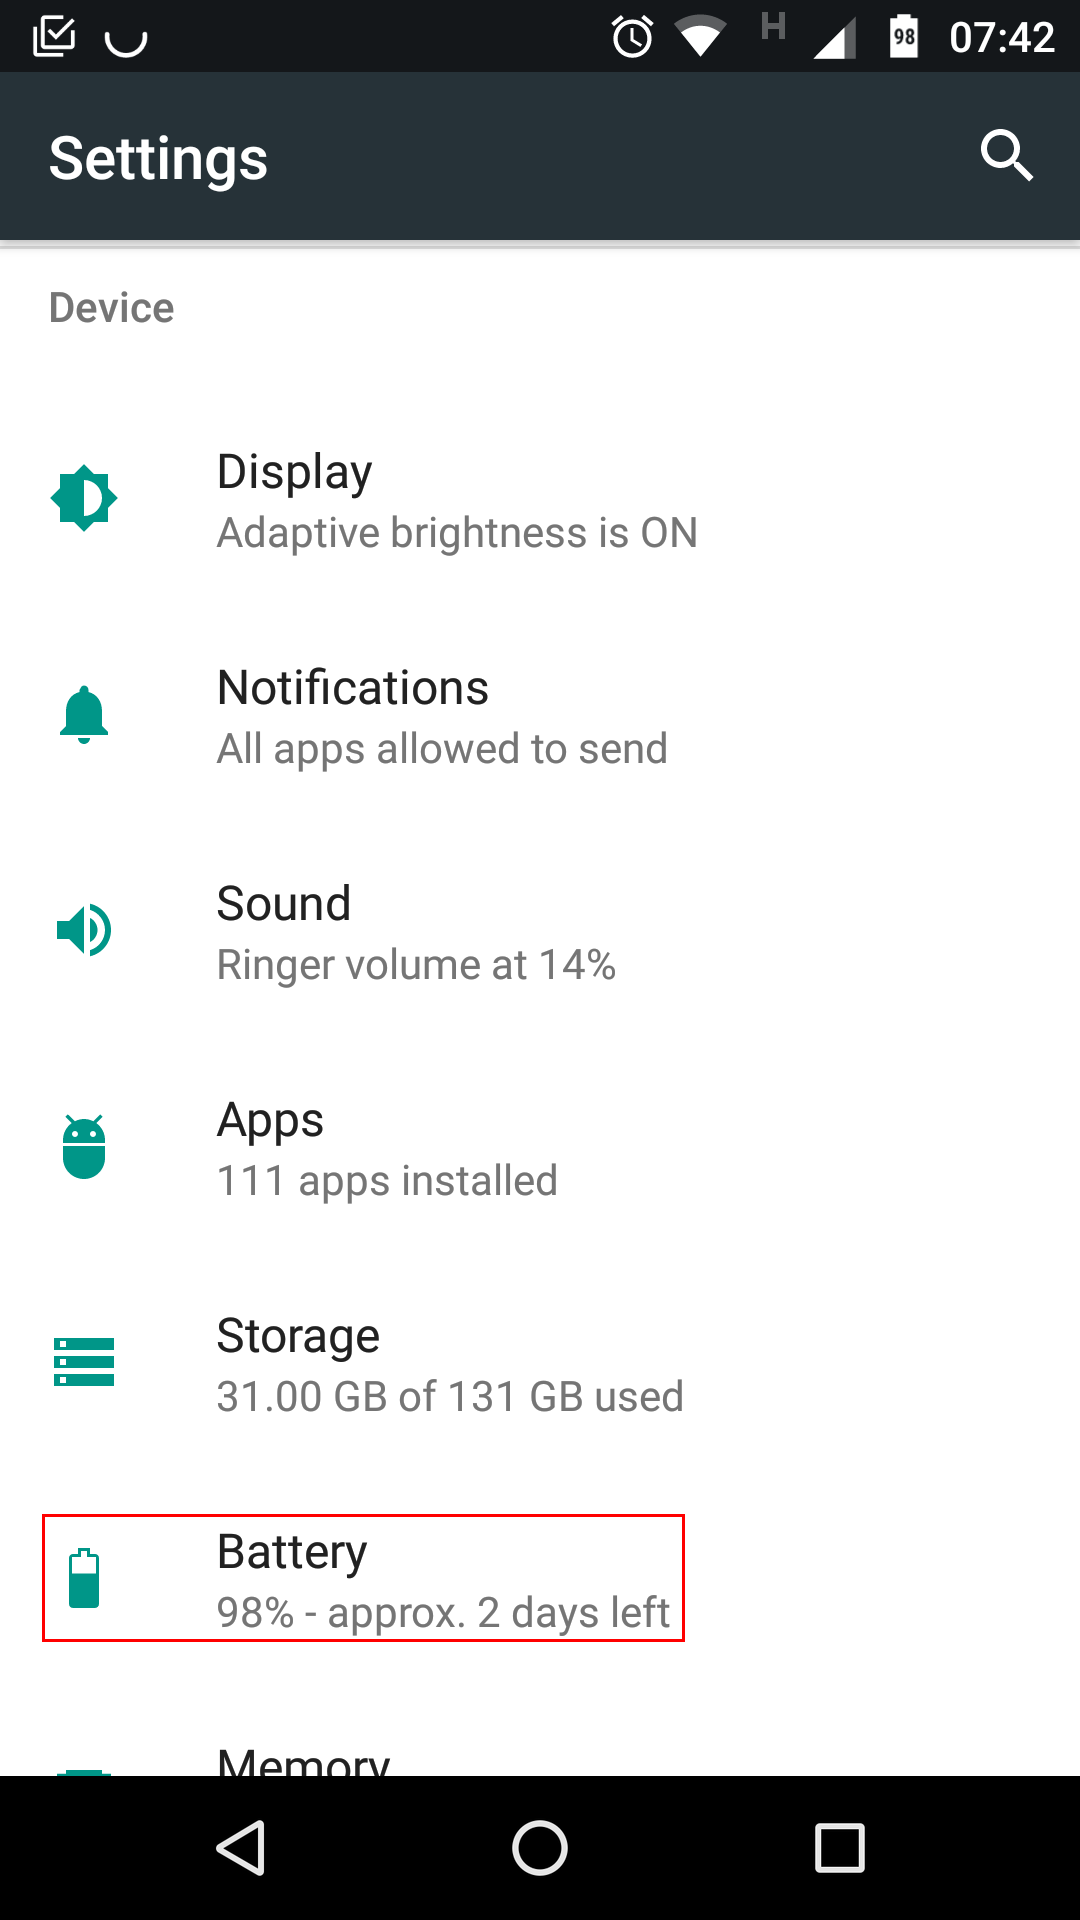 H 98 07:42
Settings
Device
Display
Adaptive brightness is ON
Notifications
All apps allowed to send
Sound
Ringer volume at 14%
Apps
111 apps installed
Storage
31.00 GB of 131 GB used
Battery
98% - approx. 2 days left
Memory